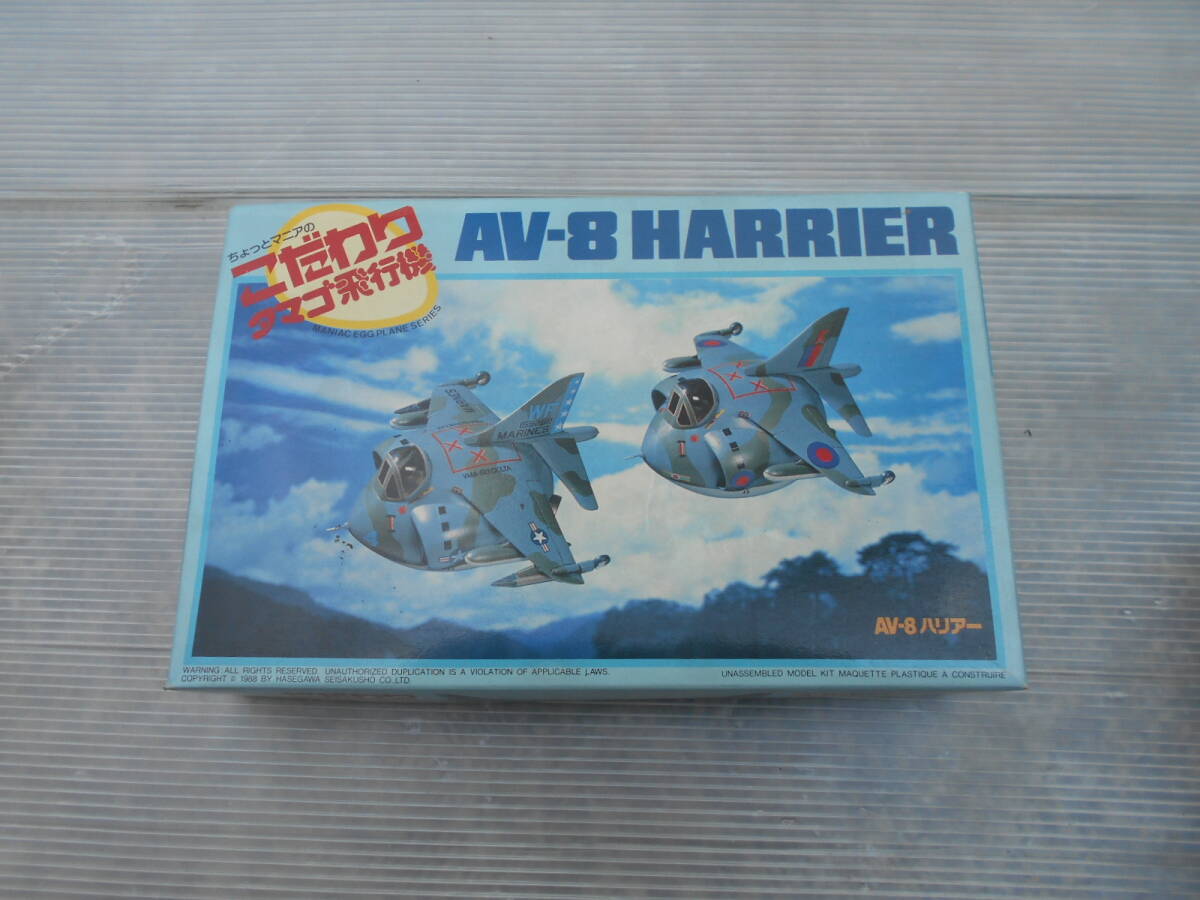 ちょっとマニアの
こだわり
タマゴ飛行機
MANIAC EGG PLANE SERIES
AV-8 HARRIER
MARINES
WF
MARINES
AV-8 ハリアー
WARNING: ALL RIGHTS RESERVED. UNAUTHORIZED DUPLICATION IS A VIOLATION OF APPLICABLE LAWS.
COPYRIGHT © 1988 BY HASEGAWA SEISAKUSHO CO.,LTD.
UNASSEMBLED MODEL KIT MAQUETTE PLASTIQUE A CONSTRUIRE